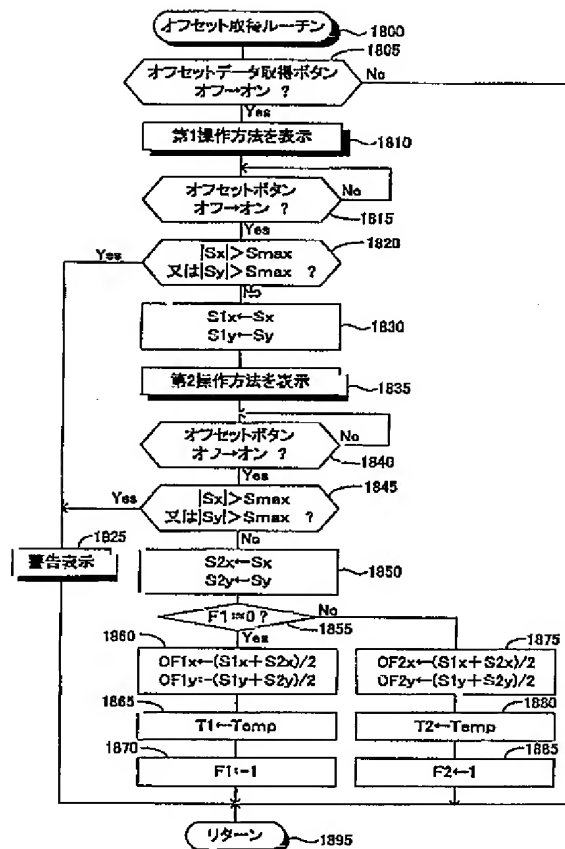 オフセット取得ルーチン
1800
1805
オフセットデータ取得ボタン
オフ→オン ?
No
Yes
第1操作方法を表示
1810
オフセットボタン
オフ→オン ?
No
1815
Yes
1820
|Sx|>Smax
又は|Sy|>Smax ?
Yes
No
S1x←Sx
S1y←Sy
1830
第2操作方法を表示
1835
オフセットボタン
オフ→オン ?
No
1840
Yes
1845
|Sx|>Smax
又は|Sy|>Smax ?
Yes
1825
警告表示
No
S2x←Sx
S2y←Sy
1850
F1=0?
No
1855
1860
Yes
1875
OF1x←(S1x+S2x)/2
OF1y←(S1y+S2y)/2
OF2x←(S1x+S2x)/2
OF2y←(S1y+S2y)/2
1865
1880
T1←Temp
T2←Temp
1870
1885
F1←1
F2←1
リターン
1895